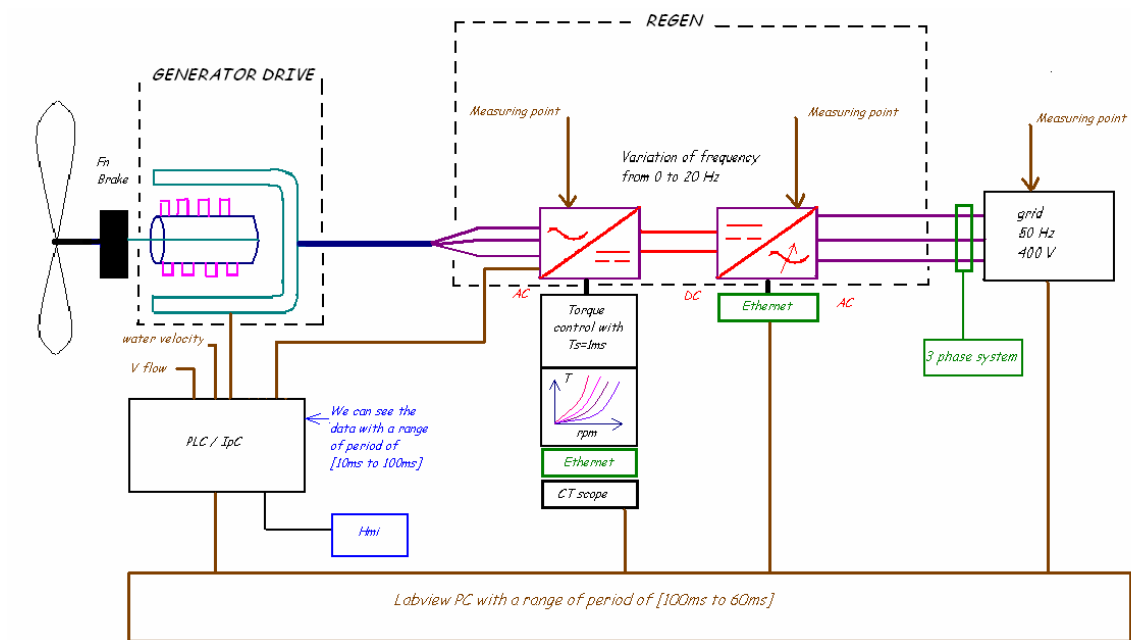 REGEN
GENERATOR DRIVE
Measuring point
Measuring point
Measuring point
Fn
Brake
Variation of frequency
from 0 to 20 Hz
grid
50 Hz
400 V
AC
DC
AC
Torque
control with
Ts=1ms
Ethernet
water velocity
3 phase system
V flow
T
rpm
We can see the
data with a range
of period of
[10ms to 100ms]
PLC / IpC
Ethernet
CT scope
Hmi
Labview PC with a range of period of [100ms to 60ms]